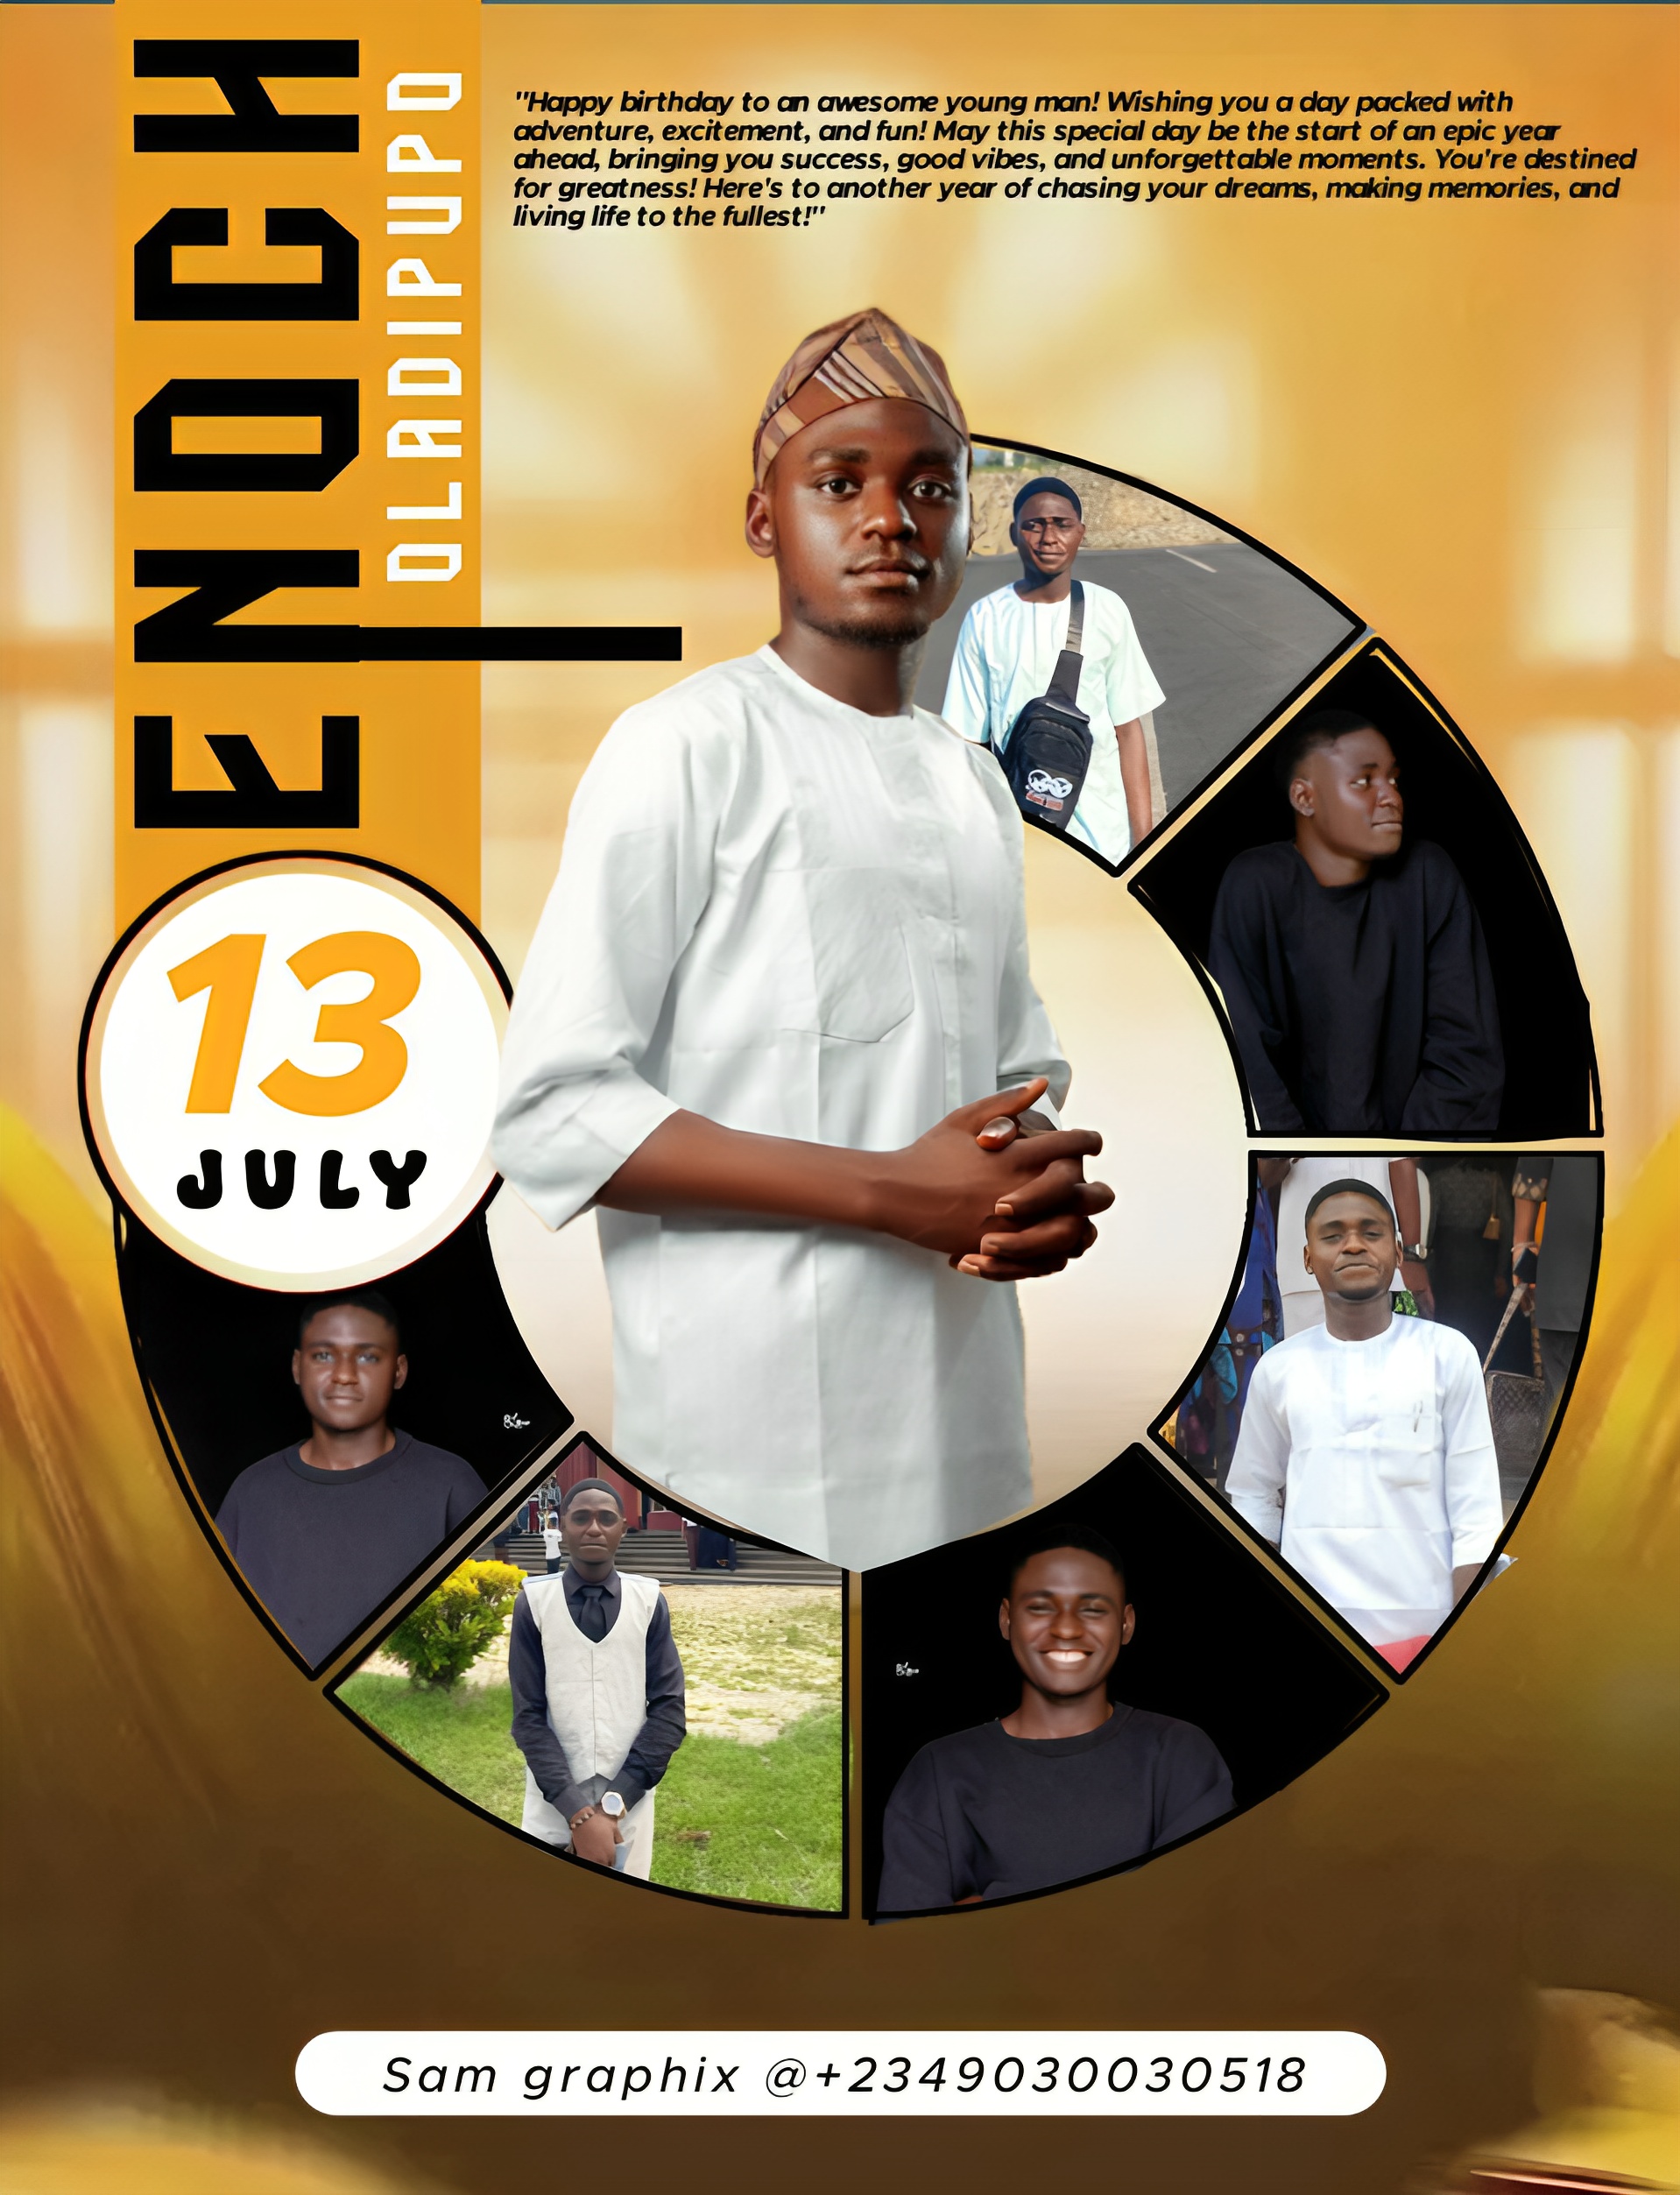 ENOCH
OLADIPUPO
"Happy birthday to an awesome young man! Wishing you a day packed with
adventure, excitement, and fun! May this special day be the start of an epic year
ahead, bringing you success, good vibes, and unforgettable moments. You're destined
for greatness! Here's to another year of chasing your dreams, making memories, and
living life to the fullest!"
13
JULY
Sam graphix @+2349030030518